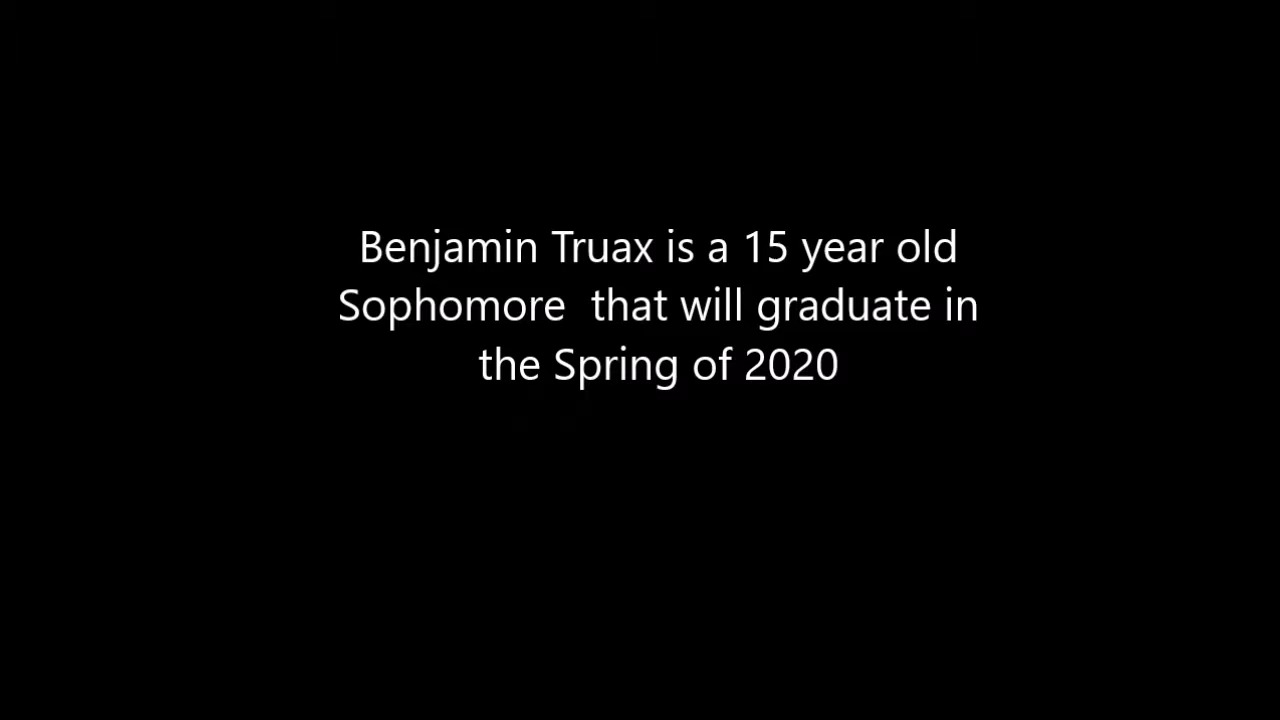 Benjamin Truax is a 15 year old
Sophomore  that will graduate in
the Spring of 2020